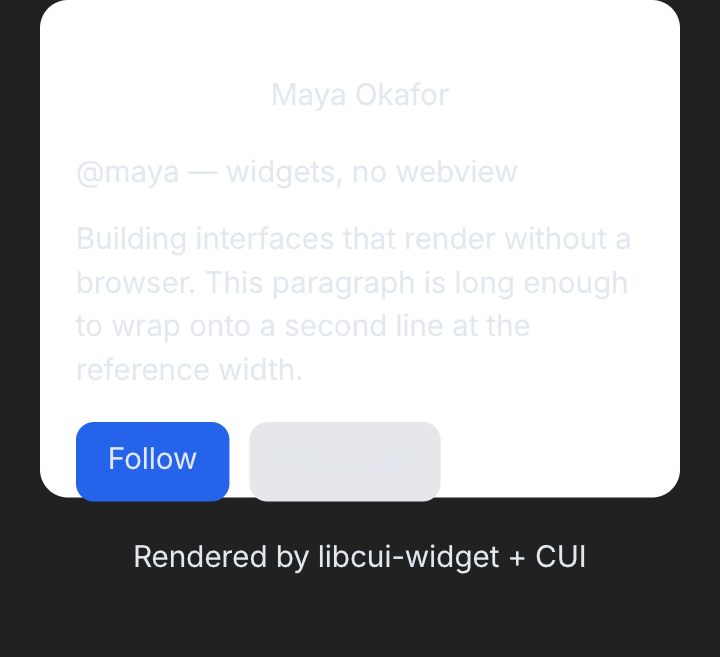 Maya Okafor
@maya — widgets, no webview
Building interfaces that render without a
browser. This paragraph is long enough
to wrap onto a second line at the
reference width.
Follow
Rendered by libcui-widget + CUI